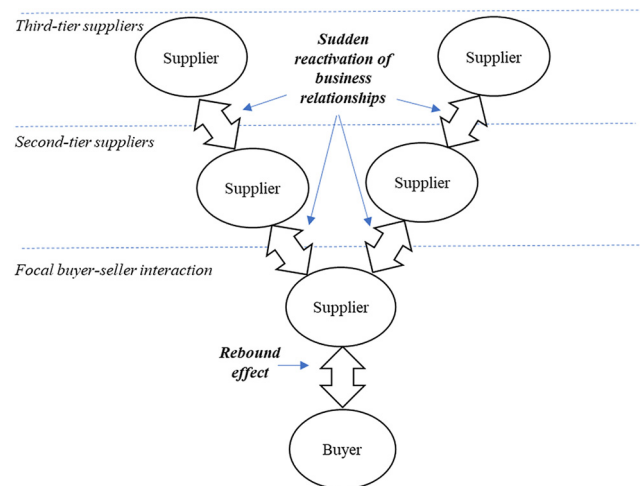 Third-tier suppliers
Supplier
Sudden
reactivation of
business
relationships
Supplier
Second-tier suppliers
Supplier
Supplier
Focal buyer-seller interaction
Supplier
Rebound
effect
Buyer